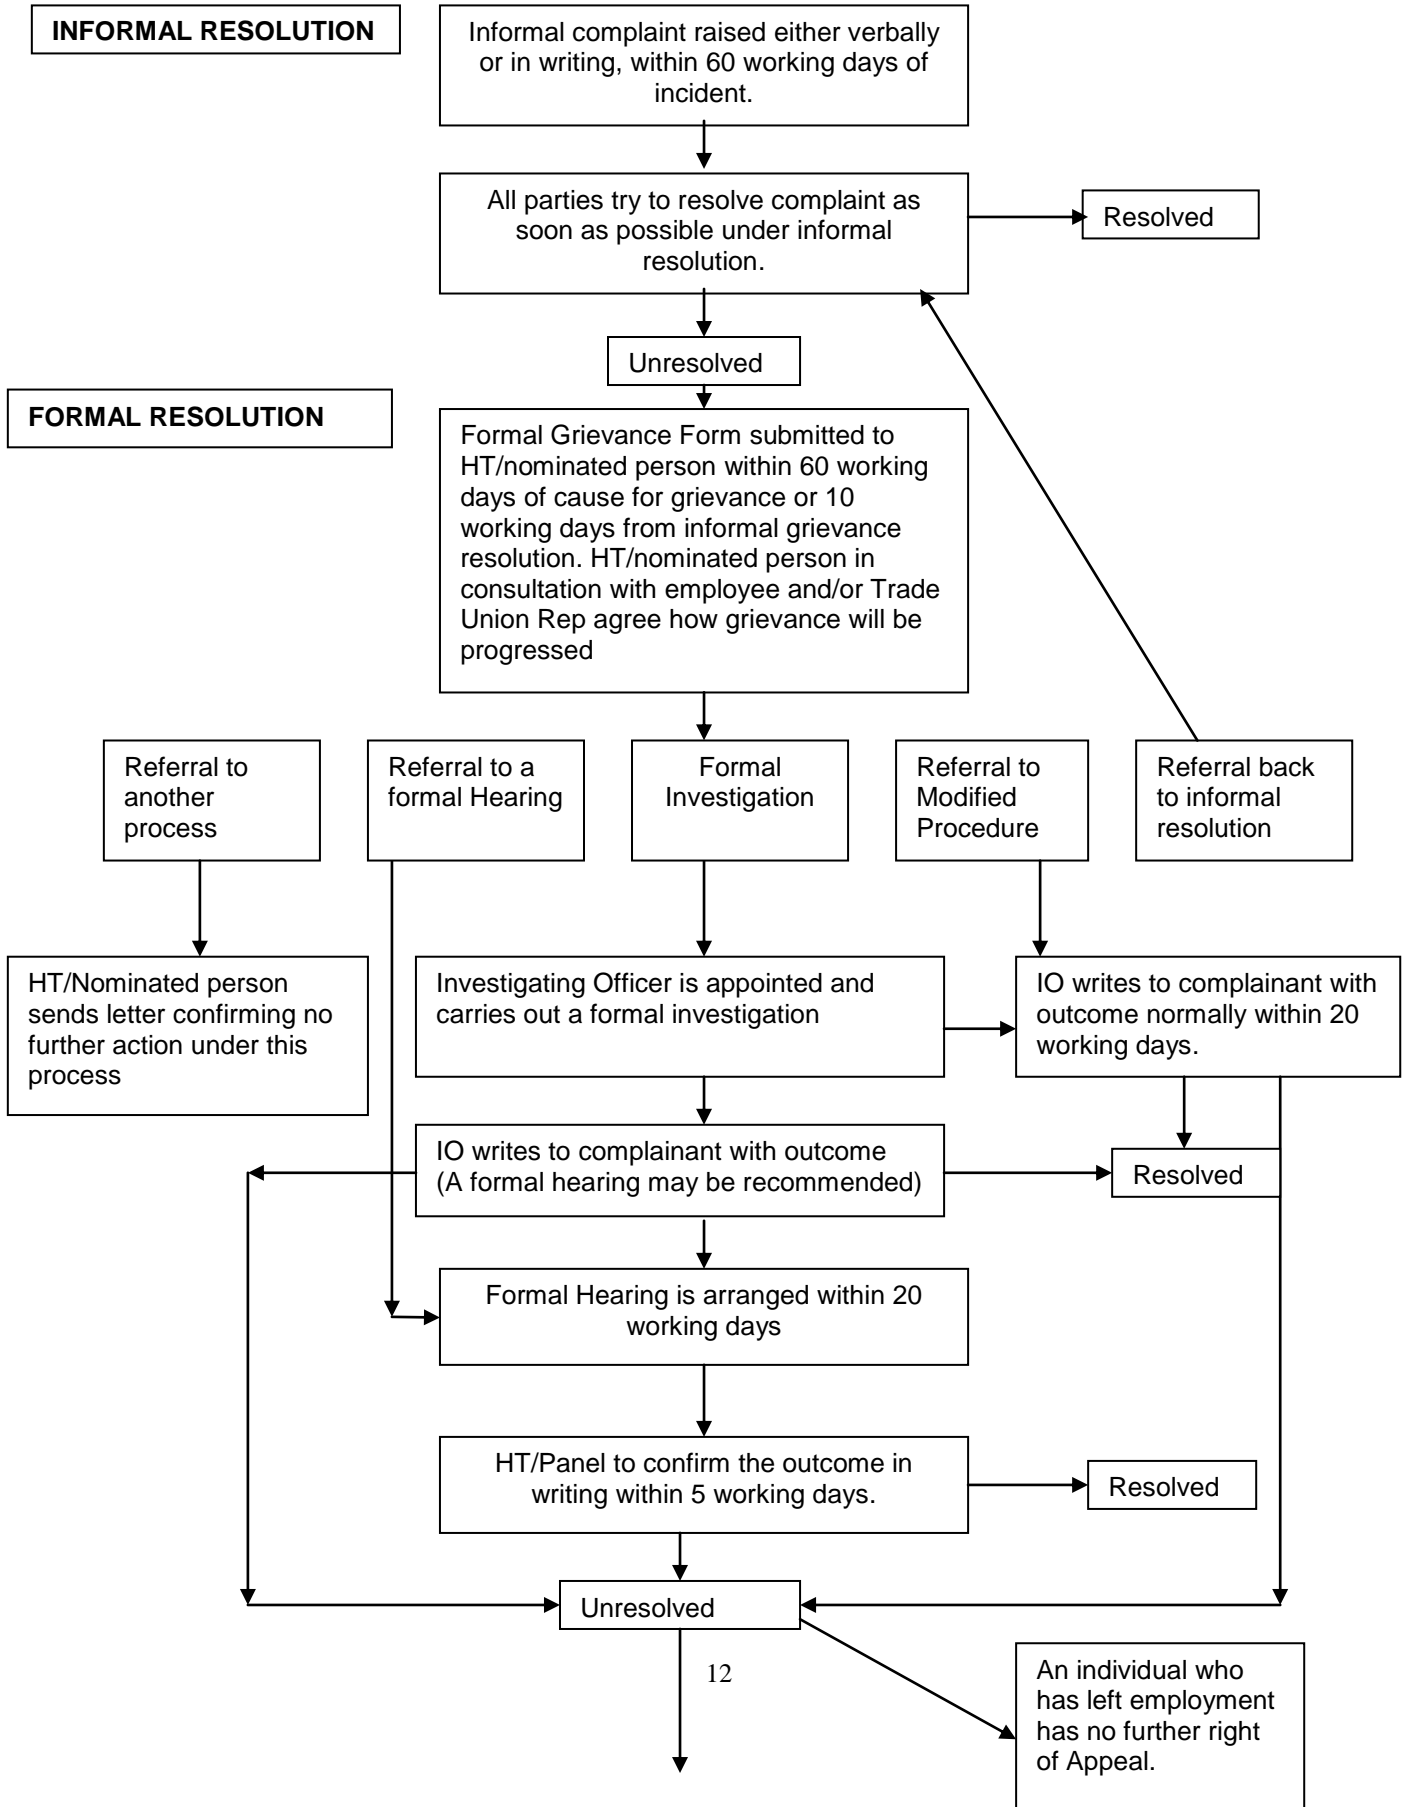 INFORMAL RESOLUTION
Informal complaint raised either verbally
or in writing, within 60 working days of
incident.
All parties try to resolve complaint as
soon as possible under informal
resolution.
Resolved
Unresolved
FORMAL RESOLUTION
Formal Grievance Form submitted to
HT/nominated person within 60 working
days of cause for grievance or 10
working days from informal grievance
resolution. HT/nominated person in
consultation with employee and/or Trade
Union Rep agree how grievance will be
progressed
Referral to
another
process
Referral to a
formal Hearing
Formal
Investigation
Referral to
Modified
Procedure
Referral back
to informal
resolution
HT/Nominated person
sends letter confirming no
further action under this
process
Investigating Officer is appointed and
carries out a formal investigation
IO writes to complainant with
outcome normally within 20
working days.
IO writes to complainant with outcome
(A formal hearing may be recommended)
Resolved
Formal Hearing is arranged within 20
working days
HT/Panel to confirm the outcome in
writing within 5 working days.
Resolved
Unresolved
An individual who
has left employment
has no further right
of Appeal.
12